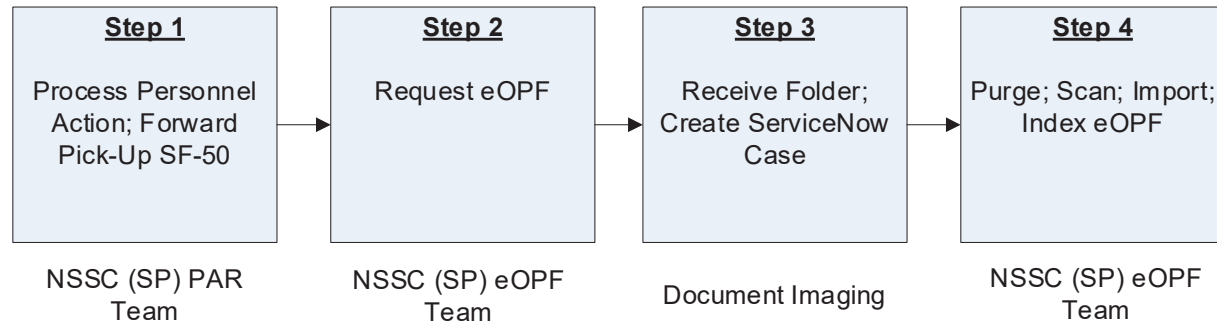 Step 1
Process Personnel
Action; Forward
Pick-Up SF-50
Step 2
Request eOPF
Step 3
Receive Folder;
Create ServiceNow
Case
Step 4
Purge; Scan; Import;
Index eOPF
NSSC (SP) PAR
Team
NSSC (SP) eOPF
Team
Document Imaging
NSSC (SP) eOPF
Team